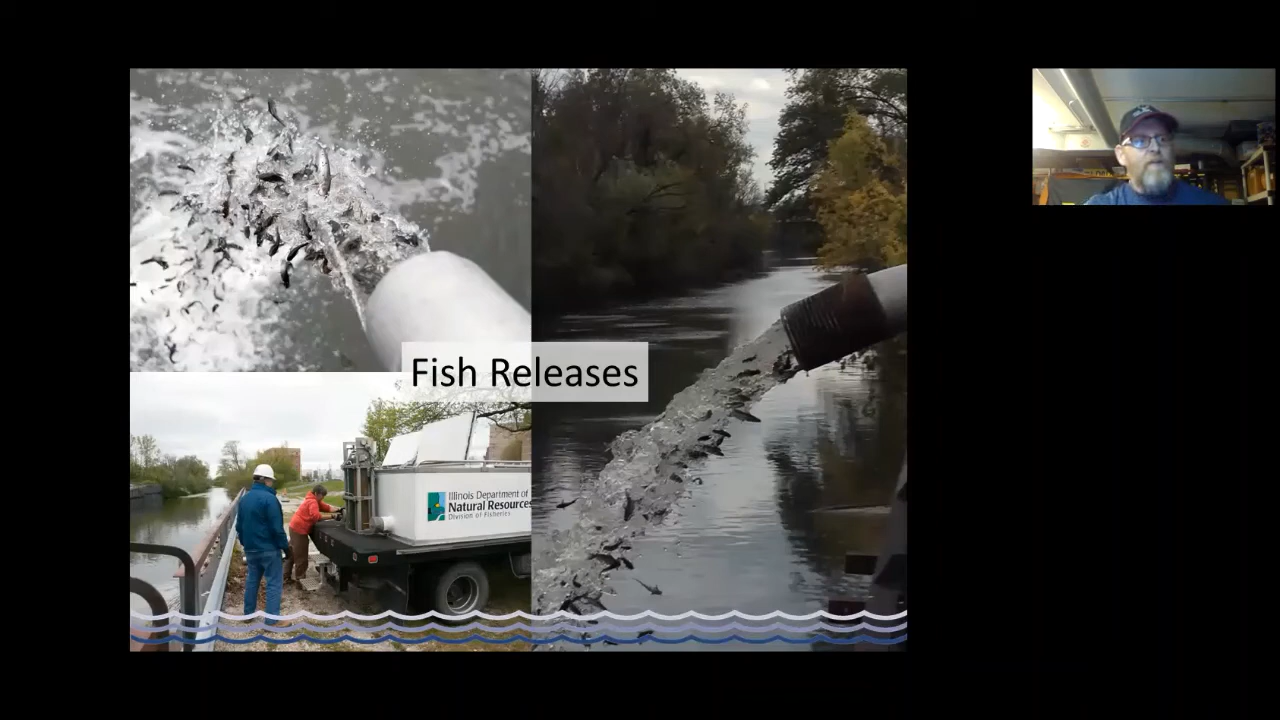 Fish Releases
Illinois Department of
Natural Resources
Division of Fisheries